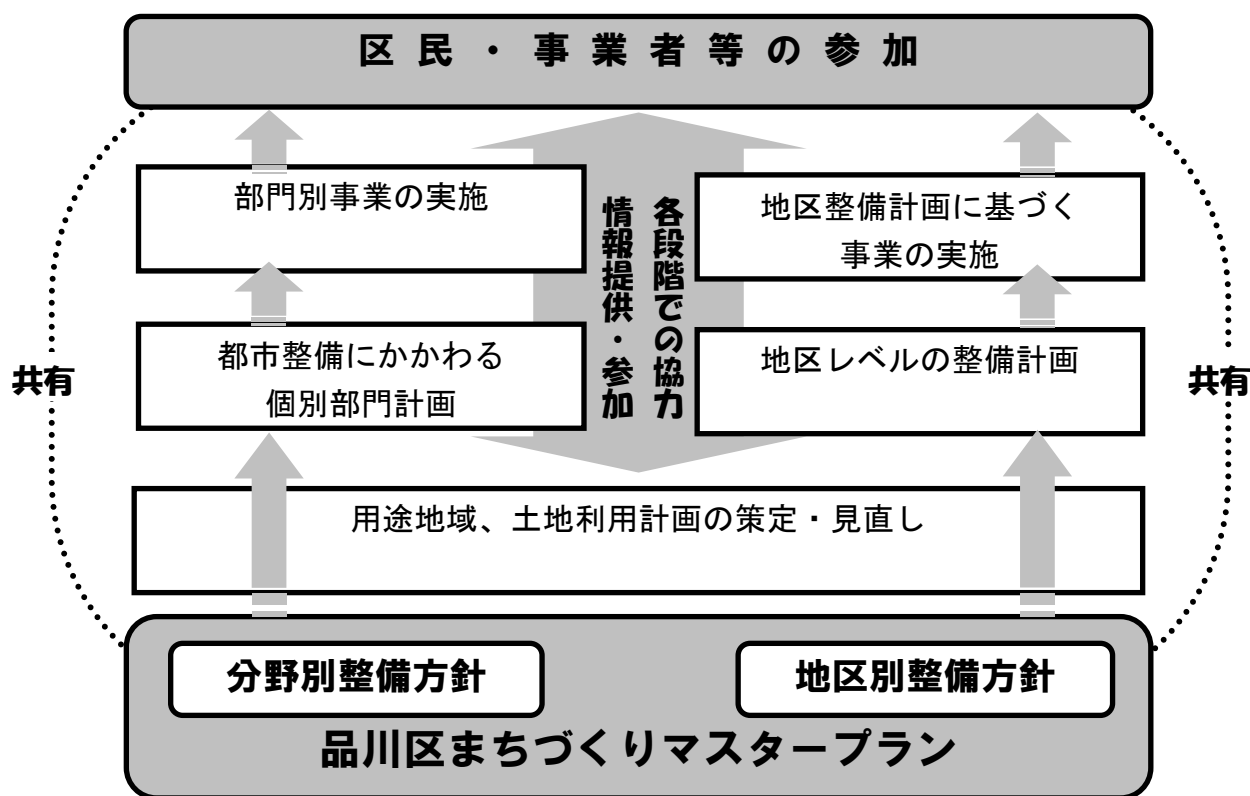 区民・事業者等の参加
部門別事業の実施
各段階での協力
情報提供・参加
地区整備計画に基づく
事業の実施
都市整備にかかわる
個別部門計画
地区レベルの整備計画
共有
共有
用途地域、土地利用計画の策定・見直し
分野別整備方針
地区別整備方針
品川区まちづくりマスタープラン